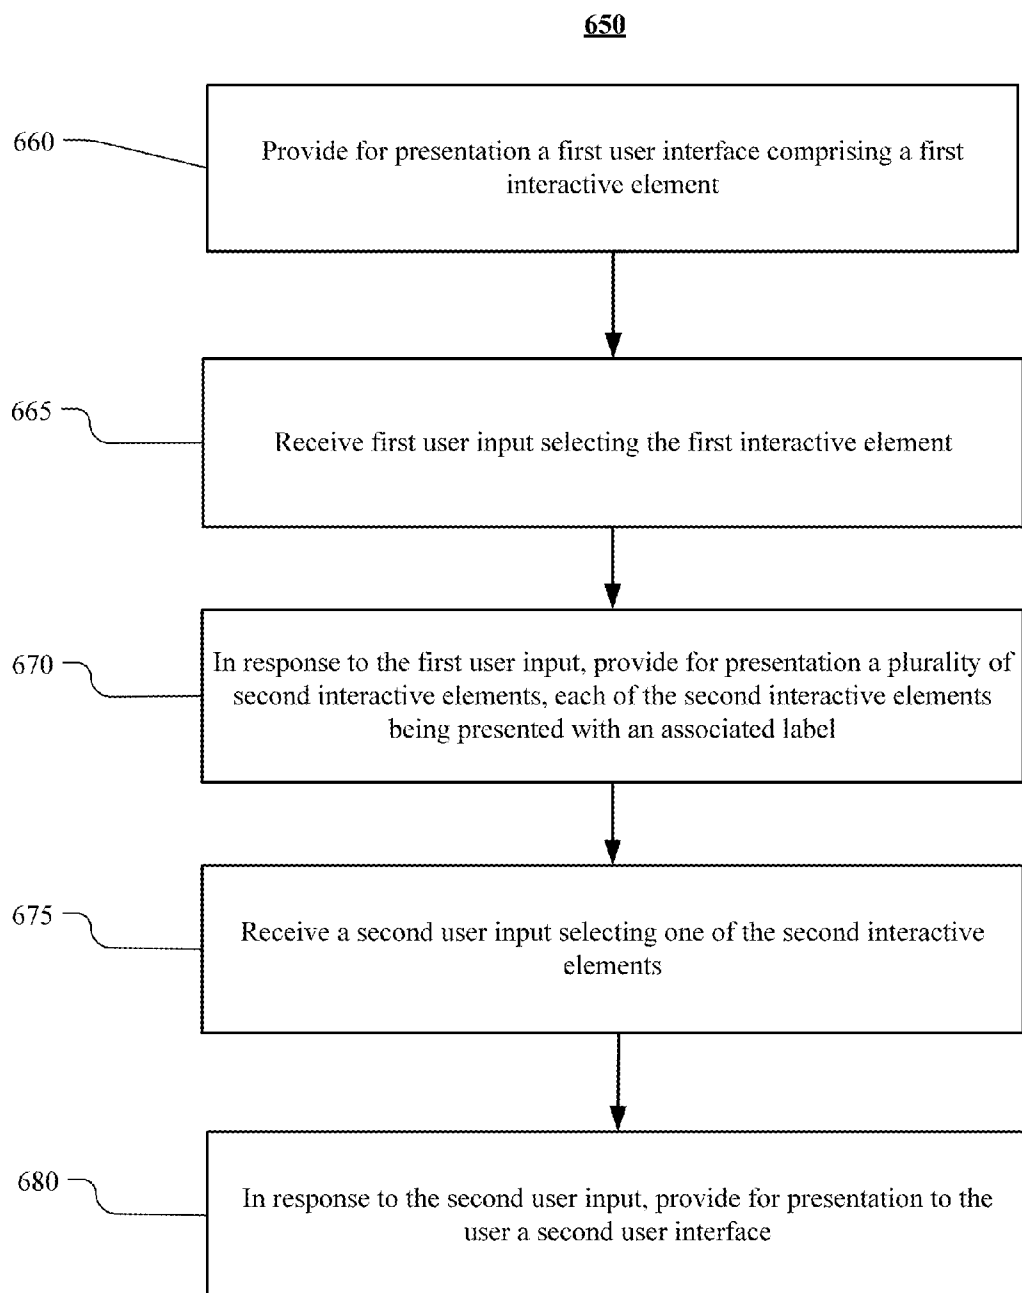 650
660
Provide for presentation a first user interface comprising a first
interactive element
665
Receive first user input selecting the first interactive element
670
In response to the first user input, provide for presentation a plurality of
second interactive elements, each of the second interactive elements
being presented with an associated label
675
Receive a second user input selecting one of the second interactive
elements
680
In response to the second user input, provide for presentation to the
user a second user interface